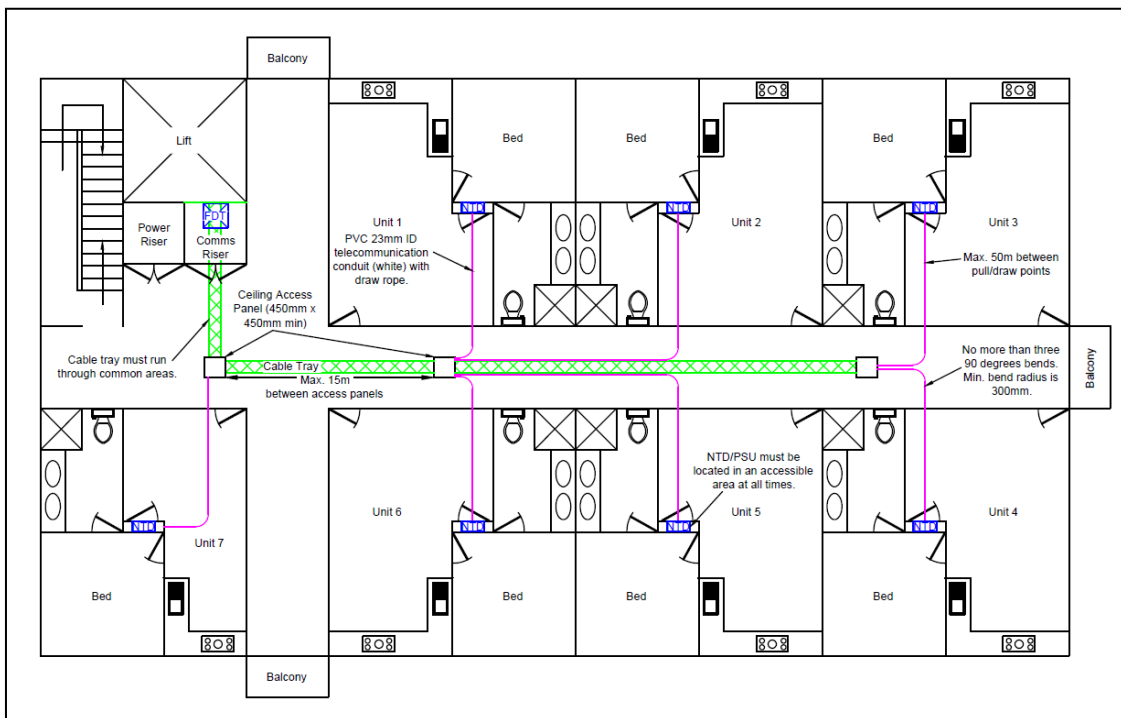 Balcony
Lift
Bed
Bed
Bed
NTD
NTD
NTD
FDT
Power
Riser
Comms
Riser
Unit 1
Unit 2
Unit 3
PVC 23mm ID
telecommunication
conduit (white) with
draw rope.
Max. 50m between
pull/draw points
Ceiling Access
Panel (450mm x
450mm min)
Cable tray must run
through common areas.
Cable Tray
Max. 15m
between access panels
No more than three
90 degrees bends.
Min. bend radius is
300mm.
Balcony
NTD/PSU must be
located in an accessible
area at all times.
NTD
NTD
NTD
NTD
Unit 7
Unit 6
Unit 5
Unit 4
Bed
Bed
Bed
Bed
Balcony